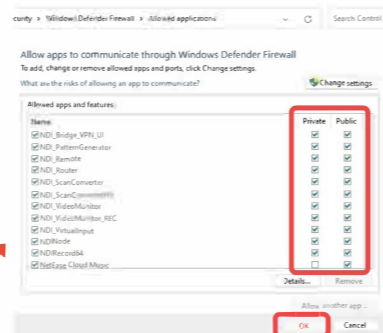 curity > Windows Defender Firewall > Allowed applications
Search Control
Allow apps to communicate through Windows Defender Firewall
To add, change or remove allowed apps and ports, click Change settings.
What are the risks of allowing an app to communicate?
Change settings
Allowed apps and features:
Name Private Public
NDI_Bridge_VPN_UI
NDI_PatternGenerator
NDI_Remote
NDI_Router
NDI_ScanConverter
NDI_VideoMonitor
NDI_VideoMonitor_REC
NDI_VirtualInput
NDINode
NDIRecord64
NetEase Cloud Music
Details... Remove
Allow another app...
OK Cancel